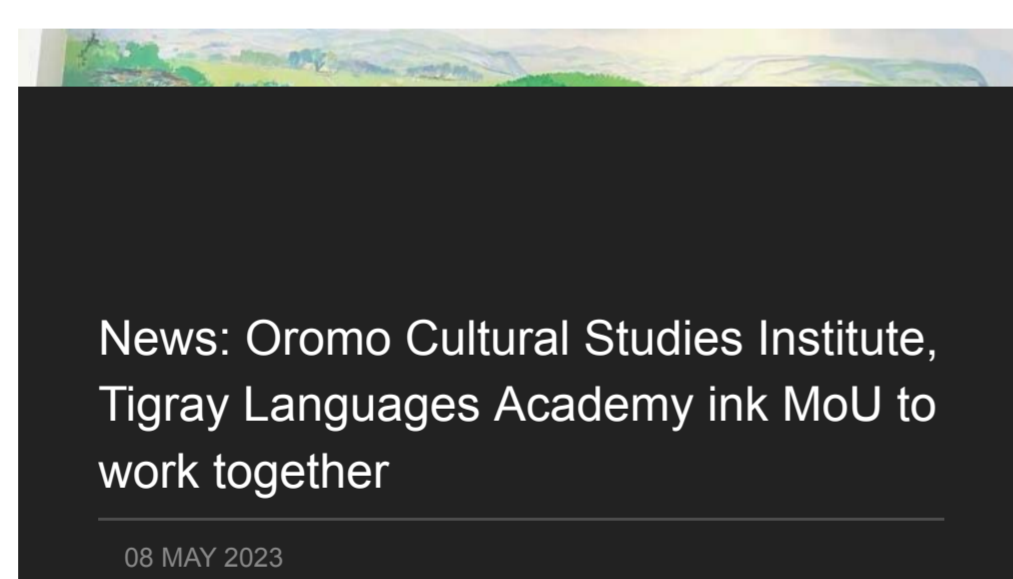 News: Oromo Cultural Studies Institute,
Tigray Languages Academy ink MoU to
work together
08 MAY 2023